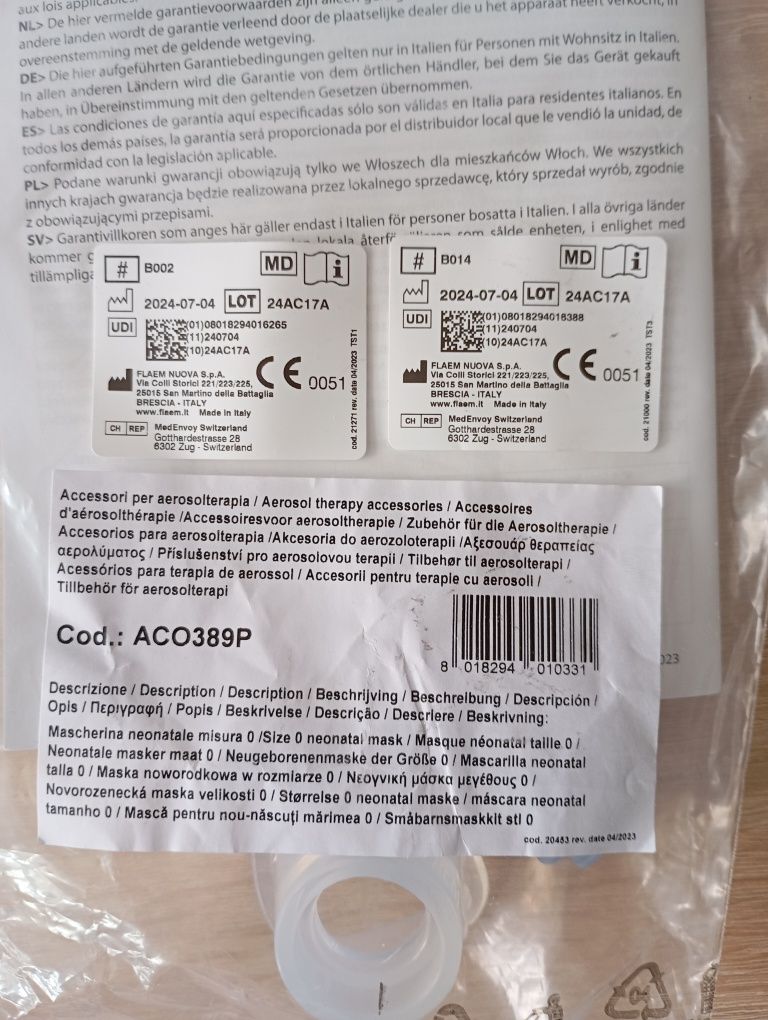 aux lois applicables.
NL> De hier vermelde garantievoorwaarden zijn alleen
andere landen wordt de garantie verleend door de plaatselijke dealer die u het apparaat heeft verkocht, in
overeenstemming met de geldende wetgeving.
DE> Die hier aufgeführten Garantiebedingungen gelten nur in Italien für Personen mit Wohnsitz in Italien.
In allen anderen Ländern wird die Garantie von dem örtlichen Händler, bei dem Sie das Gerät gekauft
haben, in Übereinstimmung mit den geltenden Gesetzen übernommen.
ES> Las condiciones de garantía aquí especificadas sólo son válidas en Italia para residentes italianos. En
todos los demás paises, la garantía será proporcionada por el distribuidor local que le vendió la unidad, de
conformidad con la legislación aplicable.
PL> Podane warunki gwarancji obowiązują tylko we Włoszech dla mieszkańców Włoch. We wszystkich
innych krajach gwarancja będzie realizowana przez lokalnego sprzedawcę, który sprzedał wyrób, zgodnie
z obowiązującymi przepisami.
SV> Garantivillkoren som anges här gäller endast i Italien för personer bosatta i Italien. I alla övriga länder
kommer lokala som sålde enheten, i enlighet med
tillämpliga
# B002 MD i
2024-07-04 LOT 24AC17A
UDI (01)08018294016265
(11)240704
(10)24AC17A
FLAEM NUOVA S.p.A.
Via Colli Storici 221/223/225,
25015 San Martino della Battaglia
BRESCIA - ITALY
www.flaem.it Made in Italy
CE 0051
CH REP MedEnvoy Switzerland
Gotthardestrasse 28
6302 Zug - Switzerland
cod. 21271 rev. date 04/2023 TST1
# B014 MD i
2024-07-04 LOT 24AC17A
UDI (01)08018294016388
(11)240704
(10)24AC17A
FLAEM NUOVA S.p.A.
Via Colli Storici 221/223/225,
25015 San Martino della Battaglia
BRESCIA - ITALY
www.flaem.it Made in Italy
CE 0051
CH REP MedEnvoy Switzerland
Gotthardestrasse 28
6302 Zug - Switzerland
cod. 21000 rev. date 04/2023 TST3
Accessori per aerosolterapia / Aerosol therapy accessories / Accessoires
d'aérosolthérapie /Accessoiresvoor aerosoltherapie / Zubehör für die Aerosoltherapie /
Accesorios para aerosolterapia /Akcesoria do aerozoloterapii /Αξεσουάρ θεραπείας
αερολύματος / Příslušenství pro aerosolovou terapii / Tilbehør til aerosolterapi /
Acessórios para terapia de aerossol / Accesorii pentru terapie cu aerosoli /
Tillbehör för aerosolterapi
Cod.: ACO389P
8 018294 010331
023
Descrizione / Description / Description / Beschrijving / Beschreibung / Descripción /
Opis / Περιγραφή / Popis / Beskrivelse / Descrição / Descriere / Beskrivning:
Mascherina neonatale misura 0 /Size 0 neonatal mask / Masque néonatal taille 0 /
Neonatale masker maat 0 / Neugeborenenmaske der Größe 0 / Mascarilla neonatal
talla 0 / Maska noworodkowa w rozmiarze 0 / Νεογνική μάσκα μεγέθους 0 /
Novorozenecká maska velikosti 0 / Størrelse 0 neonatal maske / máscara neonatal
tamanho 0 / Mască pentru nou-născuți mărimea 0 / Småbarnsmaskkit stl 0
cod. 20453 rev. date 04/2023
04